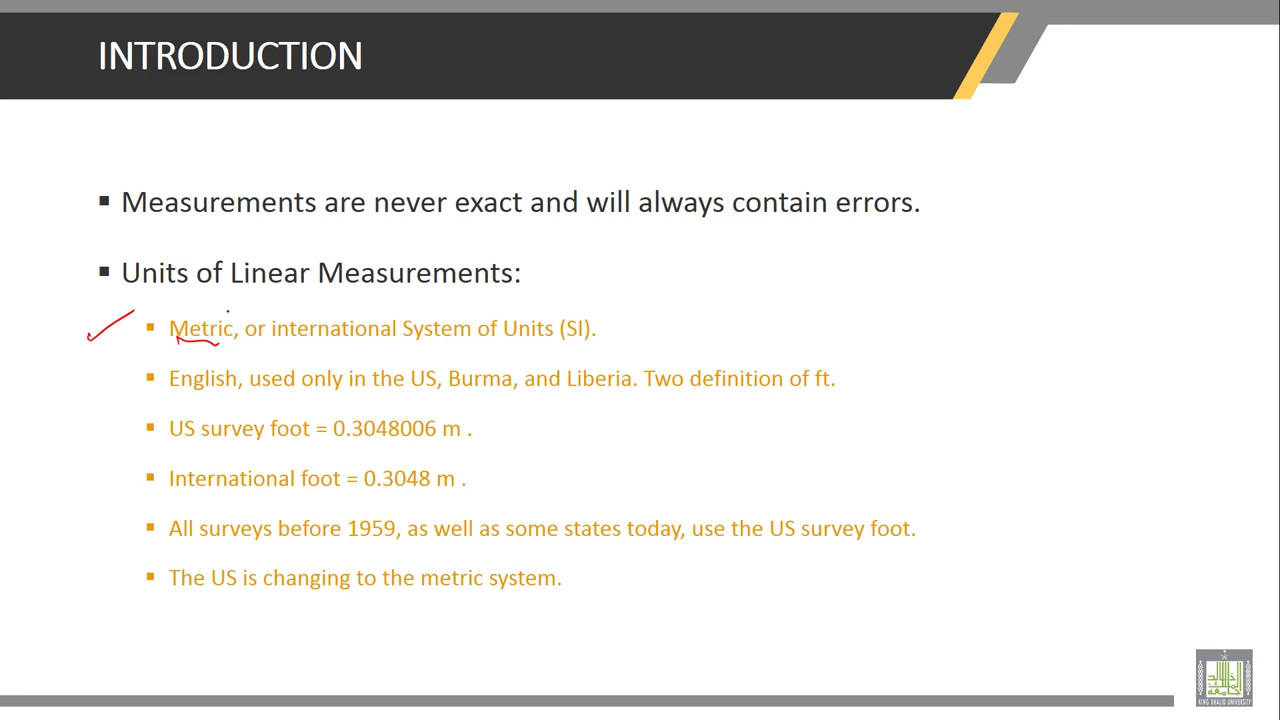 INTRODUCTION
Measurements are never exact and will always contain errors.
Units of Linear Measurements:
Metric, or international System of Units (SI).
English, used only in the US, Burma, and Liberia. Two definition of ft.
US survey foot = 0.3048006 m .
International foot = 0.3048 m .
All surveys before 1959, as well as some states today, use the US survey foot.
The US is changing to the metric system.
KING KHALID UNIVERSITY